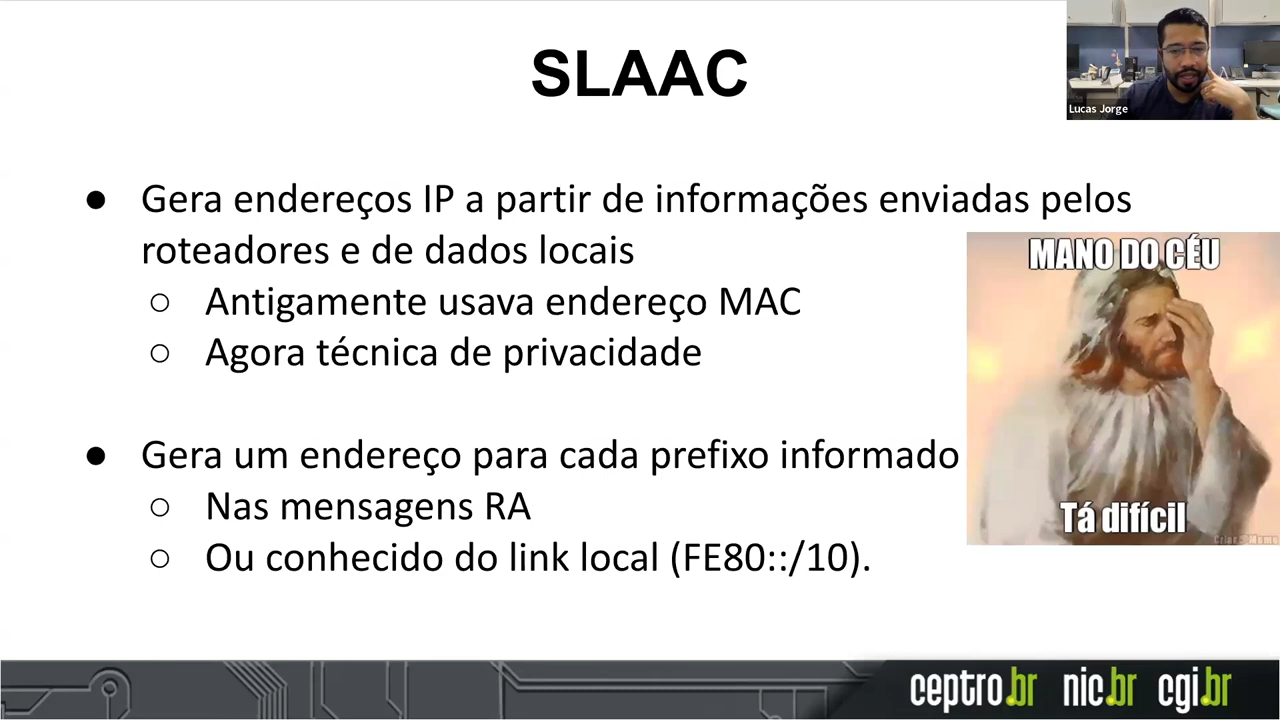 SLAAC
Lucas Jorge
● Gera endereços IP a partir de informações enviadas pelos
roteadores e de dados locais
○ Antigamente usava endereço MAC
○ Agora técnica de privacidade
● Gera um endereço para cada prefixo informado
○ Nas mensagens RA
○ Ou conhecido do link local (FE80::/10).
MANO DO CÉU
Tá difícil
ceptro.br nic.br cgi.br